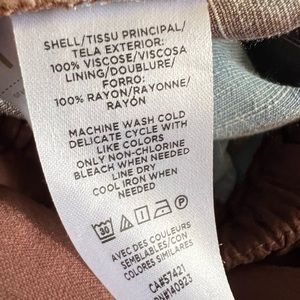 SHELL/TISSU PRINCIPAL/
TELA EXTERIOR:
100% VISCOSE/VISCOSA
LINING/DOUBLURE/
FORRO:
100% RAYON/RAYONNE/
RAYÓN
MACHINE WASH COLD
DELICATE CYCLE WITH
LIKE COLORS
ONLY NON-CHLORINE
BLEACH WHEN NEEDED
LINE DRY
COOL IRON WHEN
NEEDED
30 P
AVEC DES COULEURS
SEMBLABLES/CON
COLORES SIMILARES
CA#57421